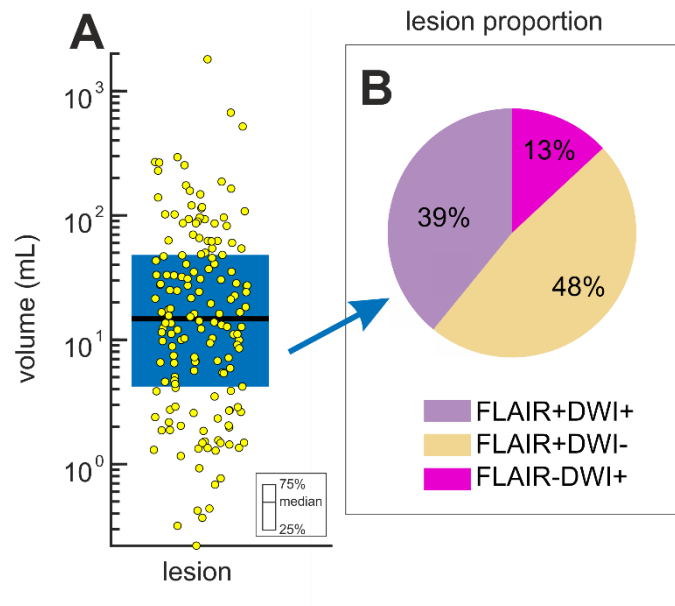 lesion proportion
A
B
volume (mL)
10³
10²
10¹
10⁰
lesion
75%
median
25%
13%
39%
48%
FLAIR+DWI+
FLAIR+DWI-
FLAIR-DWI+